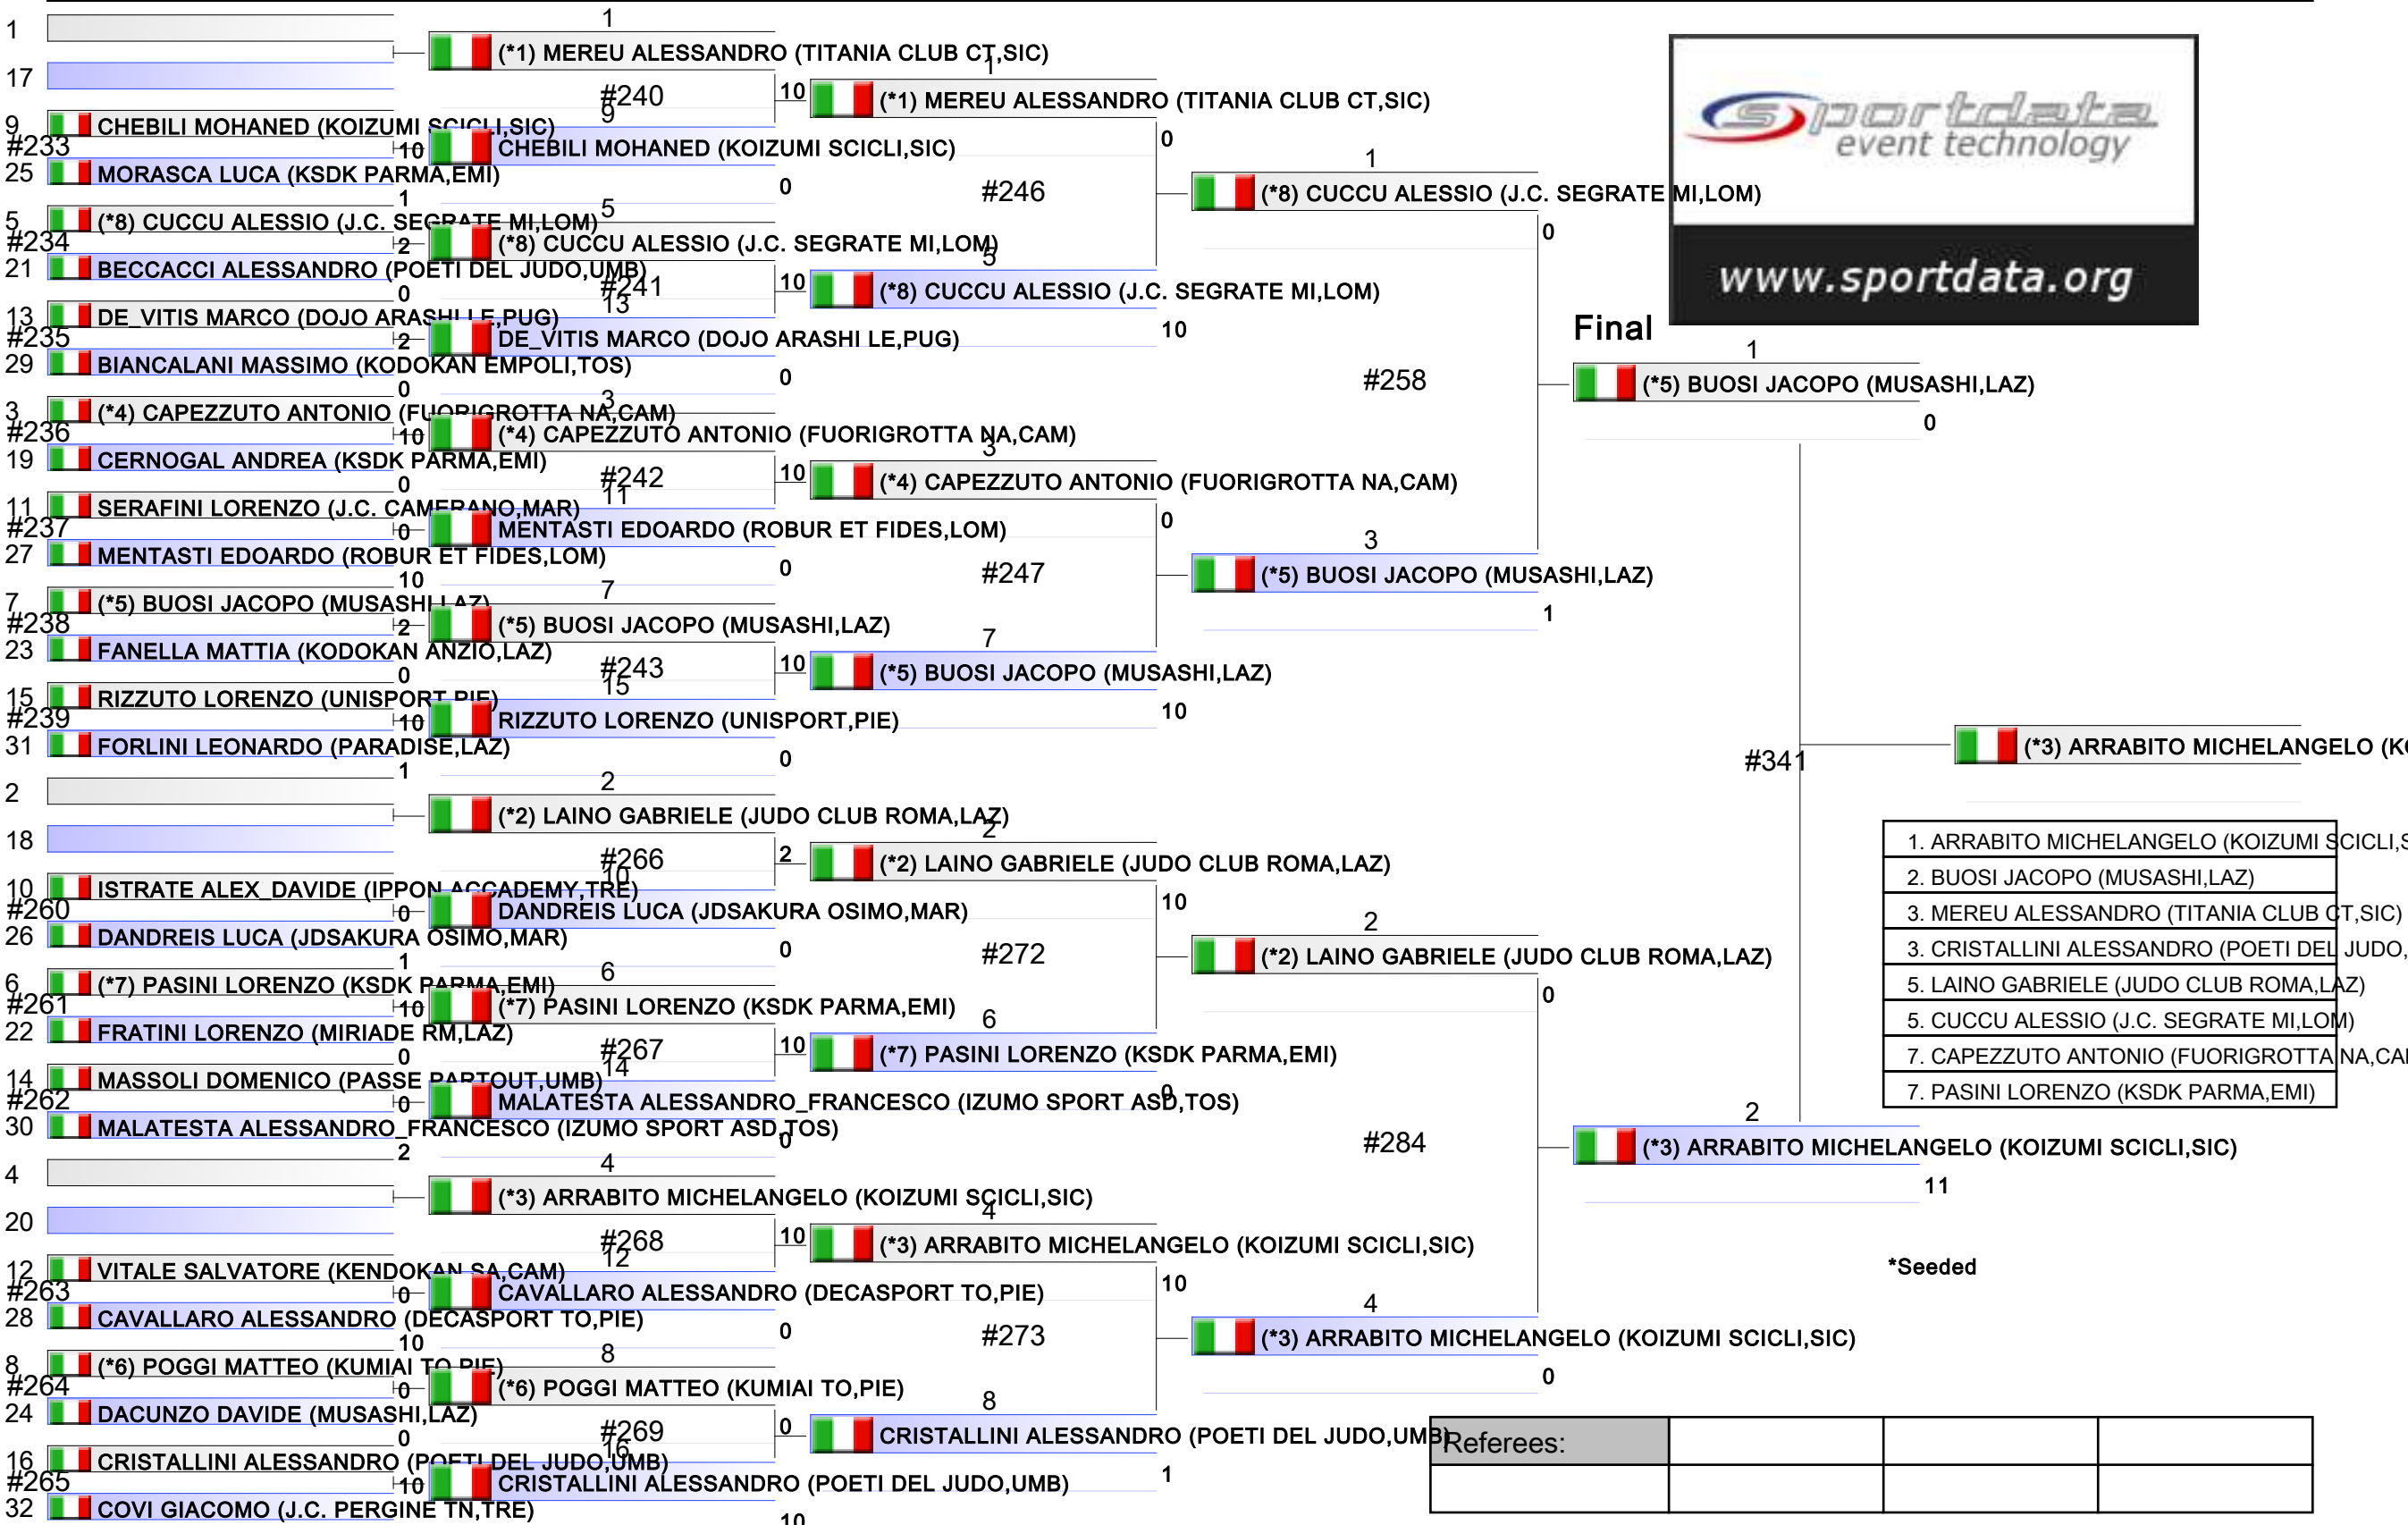 1
17
9 CHEBILI MOHANED (KOIZUMI SCICLI,SIC)
#233 10
25 MORASCA LUCA (KSDK PARMA,EMI)
1
5 (*8) CUCCU ALESSIO (J.C. SEGRATE MI,LOM)
#234 2
21 BECCACCI ALESSANDRO (POETI DEL JUDO,UMB)
0
13 DE_VITIS MARCO (DOJO ARASHI LE,PUG)
#235 2
29 BIANCALANI MASSIMO (KODOKAN EMPOLI,TOS)
0
3 (*4) CAPEZZUTO ANTONIO (FUORIGROTTA NA,CAM)
#236 10
19 CERNOGAL ANDREA (KSDK PARMA,EMI)
0
11 SERAFINI LORENZO (J.C. CAMERANO,MAR)
#237 0
27 MENTASTI EDOARDO (ROBUR ET FIDES,LOM)
10
7 (*5) BUOSI JACOPO (MUSASHI,LAZ)
#238 2
23 FANELLA MATTIA (KODOKAN ANZIO,LAZ)
0
15 RIZZUTO LORENZO (UNISPORT,PIE)
#239 10
31 FORLINI LEONARDO (PARADISE,LAZ)
1
2
18
10 ISTRATE ALEX_DAVIDE (IPPON ACCADEMY,TRE)
#260 0
26 DANDREIS LUCA (JDSAKURA OSIMO,MAR)
1
6 (*7) PASINI LORENZO (KSDK PARMA,EMI)
#261 10
22 FRATINI LORENZO (MIRIADE RM,LAZ)
0
14 MASSOLI DOMENICO (PASSE PARTOUT,UMB)
#262 0
30 MALATESTA ALESSANDRO_FRANCESCO (IZUMO SPORT ASD,TOS)
2
4
20
12 VITALE SALVATORE (KENDOKAN SA,CAM)
#263 0
28 CAVALLARO ALESSANDRO (DECASPORT TO,PIE)
10
8 (*6) POGGI MATTEO (KUMIAI TO,PIE)
#264 0
24 DACUNZO DAVIDE (MUSASHI,LAZ)
0
16 CRISTALLINI ALESSANDRO (POETI DEL JUDO,UMB)
#265 10
32 COVI GIACOMO (J.C. PERGINE TN,TRE)
1
(*1) MEREU ALESSANDRO (TITANIA CLUB CT,SIC)
#240 10
9
CHEBILI MOHANED (KOIZUMI SCICLI,SIC)
0
5
(*8) CUCCU ALESSIO (J.C. SEGRATE MI,LOM)
#241 10
13
DE_VITIS MARCO (DOJO ARASHI LE,PUG)
0
3
(*4) CAPEZZUTO ANTONIO (FUORIGROTTA NA,CAM)
#242 10
11
MENTASTI EDOARDO (ROBUR ET FIDES,LOM)
0
7
(*5) BUOSI JACOPO (MUSASHI,LAZ)
#243 10
15
RIZZUTO LORENZO (UNISPORT,PIE)
0
2
(*2) LAINO GABRIELE (JUDO CLUB ROMA,LAZ)
#266 2
10
DANDREIS LUCA (JDSAKURA OSIMO,MAR)
0
6
(*7) PASINI LORENZO (KSDK PARMA,EMI)
#267 10
14
MALATESTA ALESSANDRO_FRANCESCO (IZUMO SPORT ASD,TOS)
0
4
(*3) ARRABITO MICHELANGELO (KOIZUMI SCICLI,SIC)
#268 10
12
CAVALLARO ALESSANDRO (DECASPORT TO,PIE)
0
8
(*6) POGGI MATTEO (KUMIAI TO,PIE)
#269 0
16
CRISTALLINI ALESSANDRO (POETI DEL JUDO,UMB)
10
1
(*1) MEREU ALESSANDRO (TITANIA CLUB CT,SIC)
0
#246
5
(*8) CUCCU ALESSIO (J.C. SEGRATE MI,LOM)
10
3
(*4) CAPEZZUTO ANTONIO (FUORIGROTTA NA,CAM)
0
#247
7
(*5) BUOSI JACOPO (MUSASHI,LAZ)
10
2
(*2) LAINO GABRIELE (JUDO CLUB ROMA,LAZ)
10
#272
6
(*7) PASINI LORENZO (KSDK PARMA,EMI)
0
4
(*3) ARRABITO MICHELANGELO (KOIZUMI SCICLI,SIC)
10
#273
8
CRISTALLINI ALESSANDRO (POETI DEL JUDO,UMB)
1
1
(*8) CUCCU ALESSIO (J.C. SEGRATE MI,LOM)
0
#258
3
(*5) BUOSI JACOPO (MUSASHI,LAZ)
1
2
(*2) LAINO GABRIELE (JUDO CLUB ROMA,LAZ)
0
#284
4
(*3) ARRABITO MICHELANGELO (KOIZUMI SCICLI,SIC)
0
sportdata
event technology
www.sportdata.org
Final
1
(*5) BUOSI JACOPO (MUSASHI,LAZ)
0
#341
2
(*3) ARRABITO MICHELANGELO (KOIZUMI SCICLI,SIC)
11
(*3) ARRABITO MICHELANGELO (KO
1. ARRABITO MICHELANGELO (KOIZUMI SCICLI,S
2. BUOSI JACOPO (MUSASHI,LAZ)
3. MEREU ALESSANDRO (TITANIA CLUB CT,SIC)
3. CRISTALLINI ALESSANDRO (POETI DEL JUDO,
5. LAINO GABRIELE (JUDO CLUB ROMA,LAZ)
5. CUCCU ALESSIO (J.C. SEGRATE MI,LOM)
7. CAPEZZUTO ANTONIO (FUORIGROTTA NA,CA
7. PASINI LORENZO (KSDK PARMA,EMI)
*Seeded
Referees: